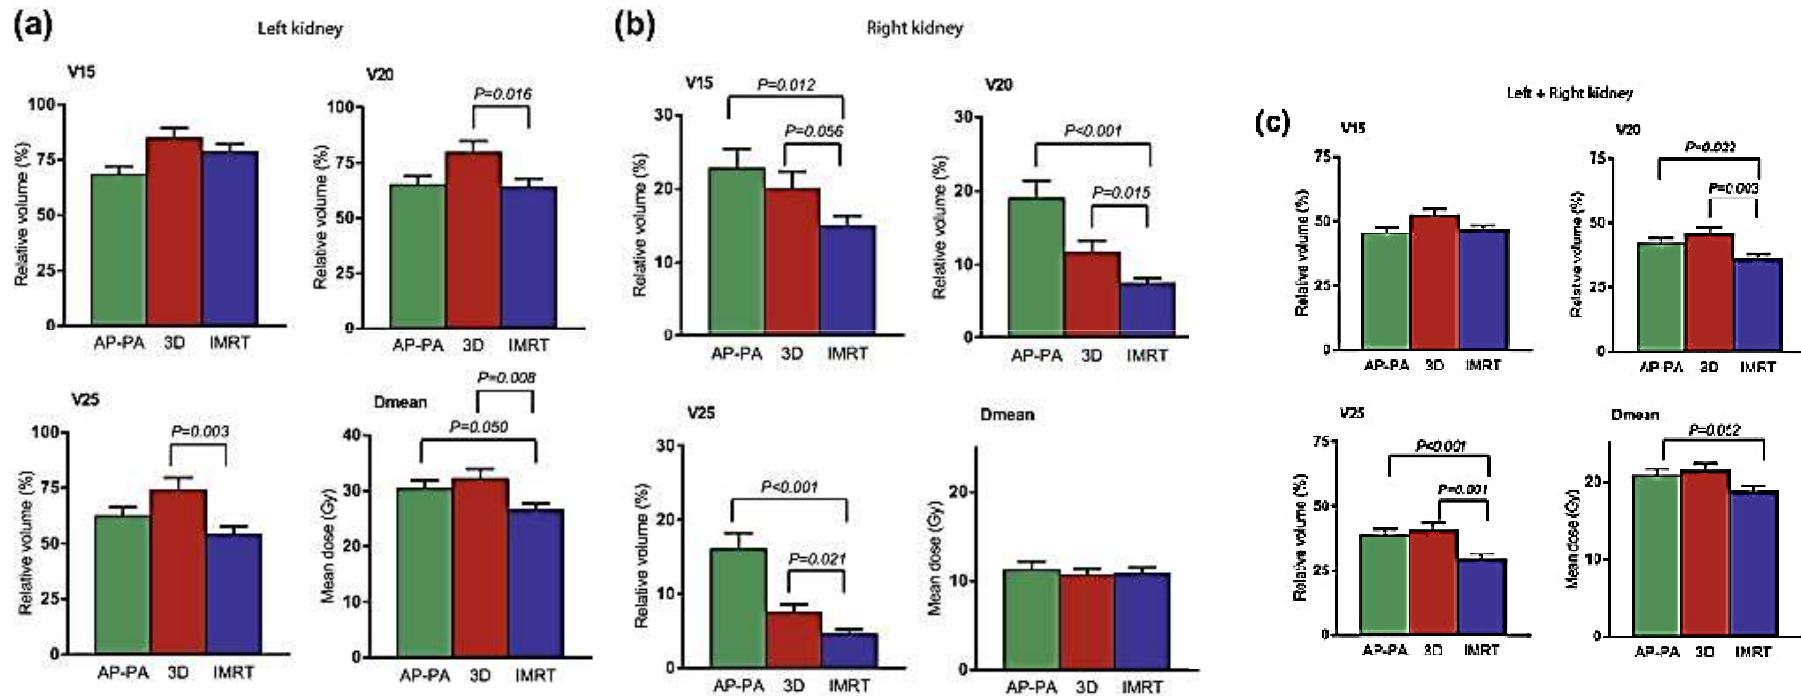 (a)
Left kidney
V15
Relative volume (%)
100
75
50
25
0
AP-PA 3D IMRT
V20
P=0.016
Relative volume (%)
100
75
50
25
0
AP-PA 3D IMRT
V25
P=0.003
Relative volume (%)
100
75
50
25
0
AP-PA 3D IMRT
Dmean
P=0.008
P=0.050
Mean dose (Gy)
40
30
20
10
0
AP-PA 3D IMRT
(b)
Right kidney
V15
P=0.012
P=0.056
Relative volume (%)
30
20
10
0
AP-PA 3D IMRT
V20
P<0.001
P=0.015
Relative volume (%)
30
20
10
0
AP-PA 3D IMRT
V25
P<0.001
P=0.021
Relative volume (%)
30
20
10
0
AP-PA 3D IMRT
Dmean
Mean dose (Gy)
20
10
0
AP-PA 3D IMRT
(c)
Left + Right kidney
V15
Relative volume (%)
75
50
25
0
AP-PA 3D IMRT
V20
P=0.003
Relative volume (%)
75
50
25
0
AP-PA 3D IMRT
V25
P<0.001
P=0.001
Relative volume (%)
75
50
25
0
AP-PA 3D IMRT
Dmean
P=0.052
Mean dose (Gy)
20
10
0
AP-PA 3D IMRT